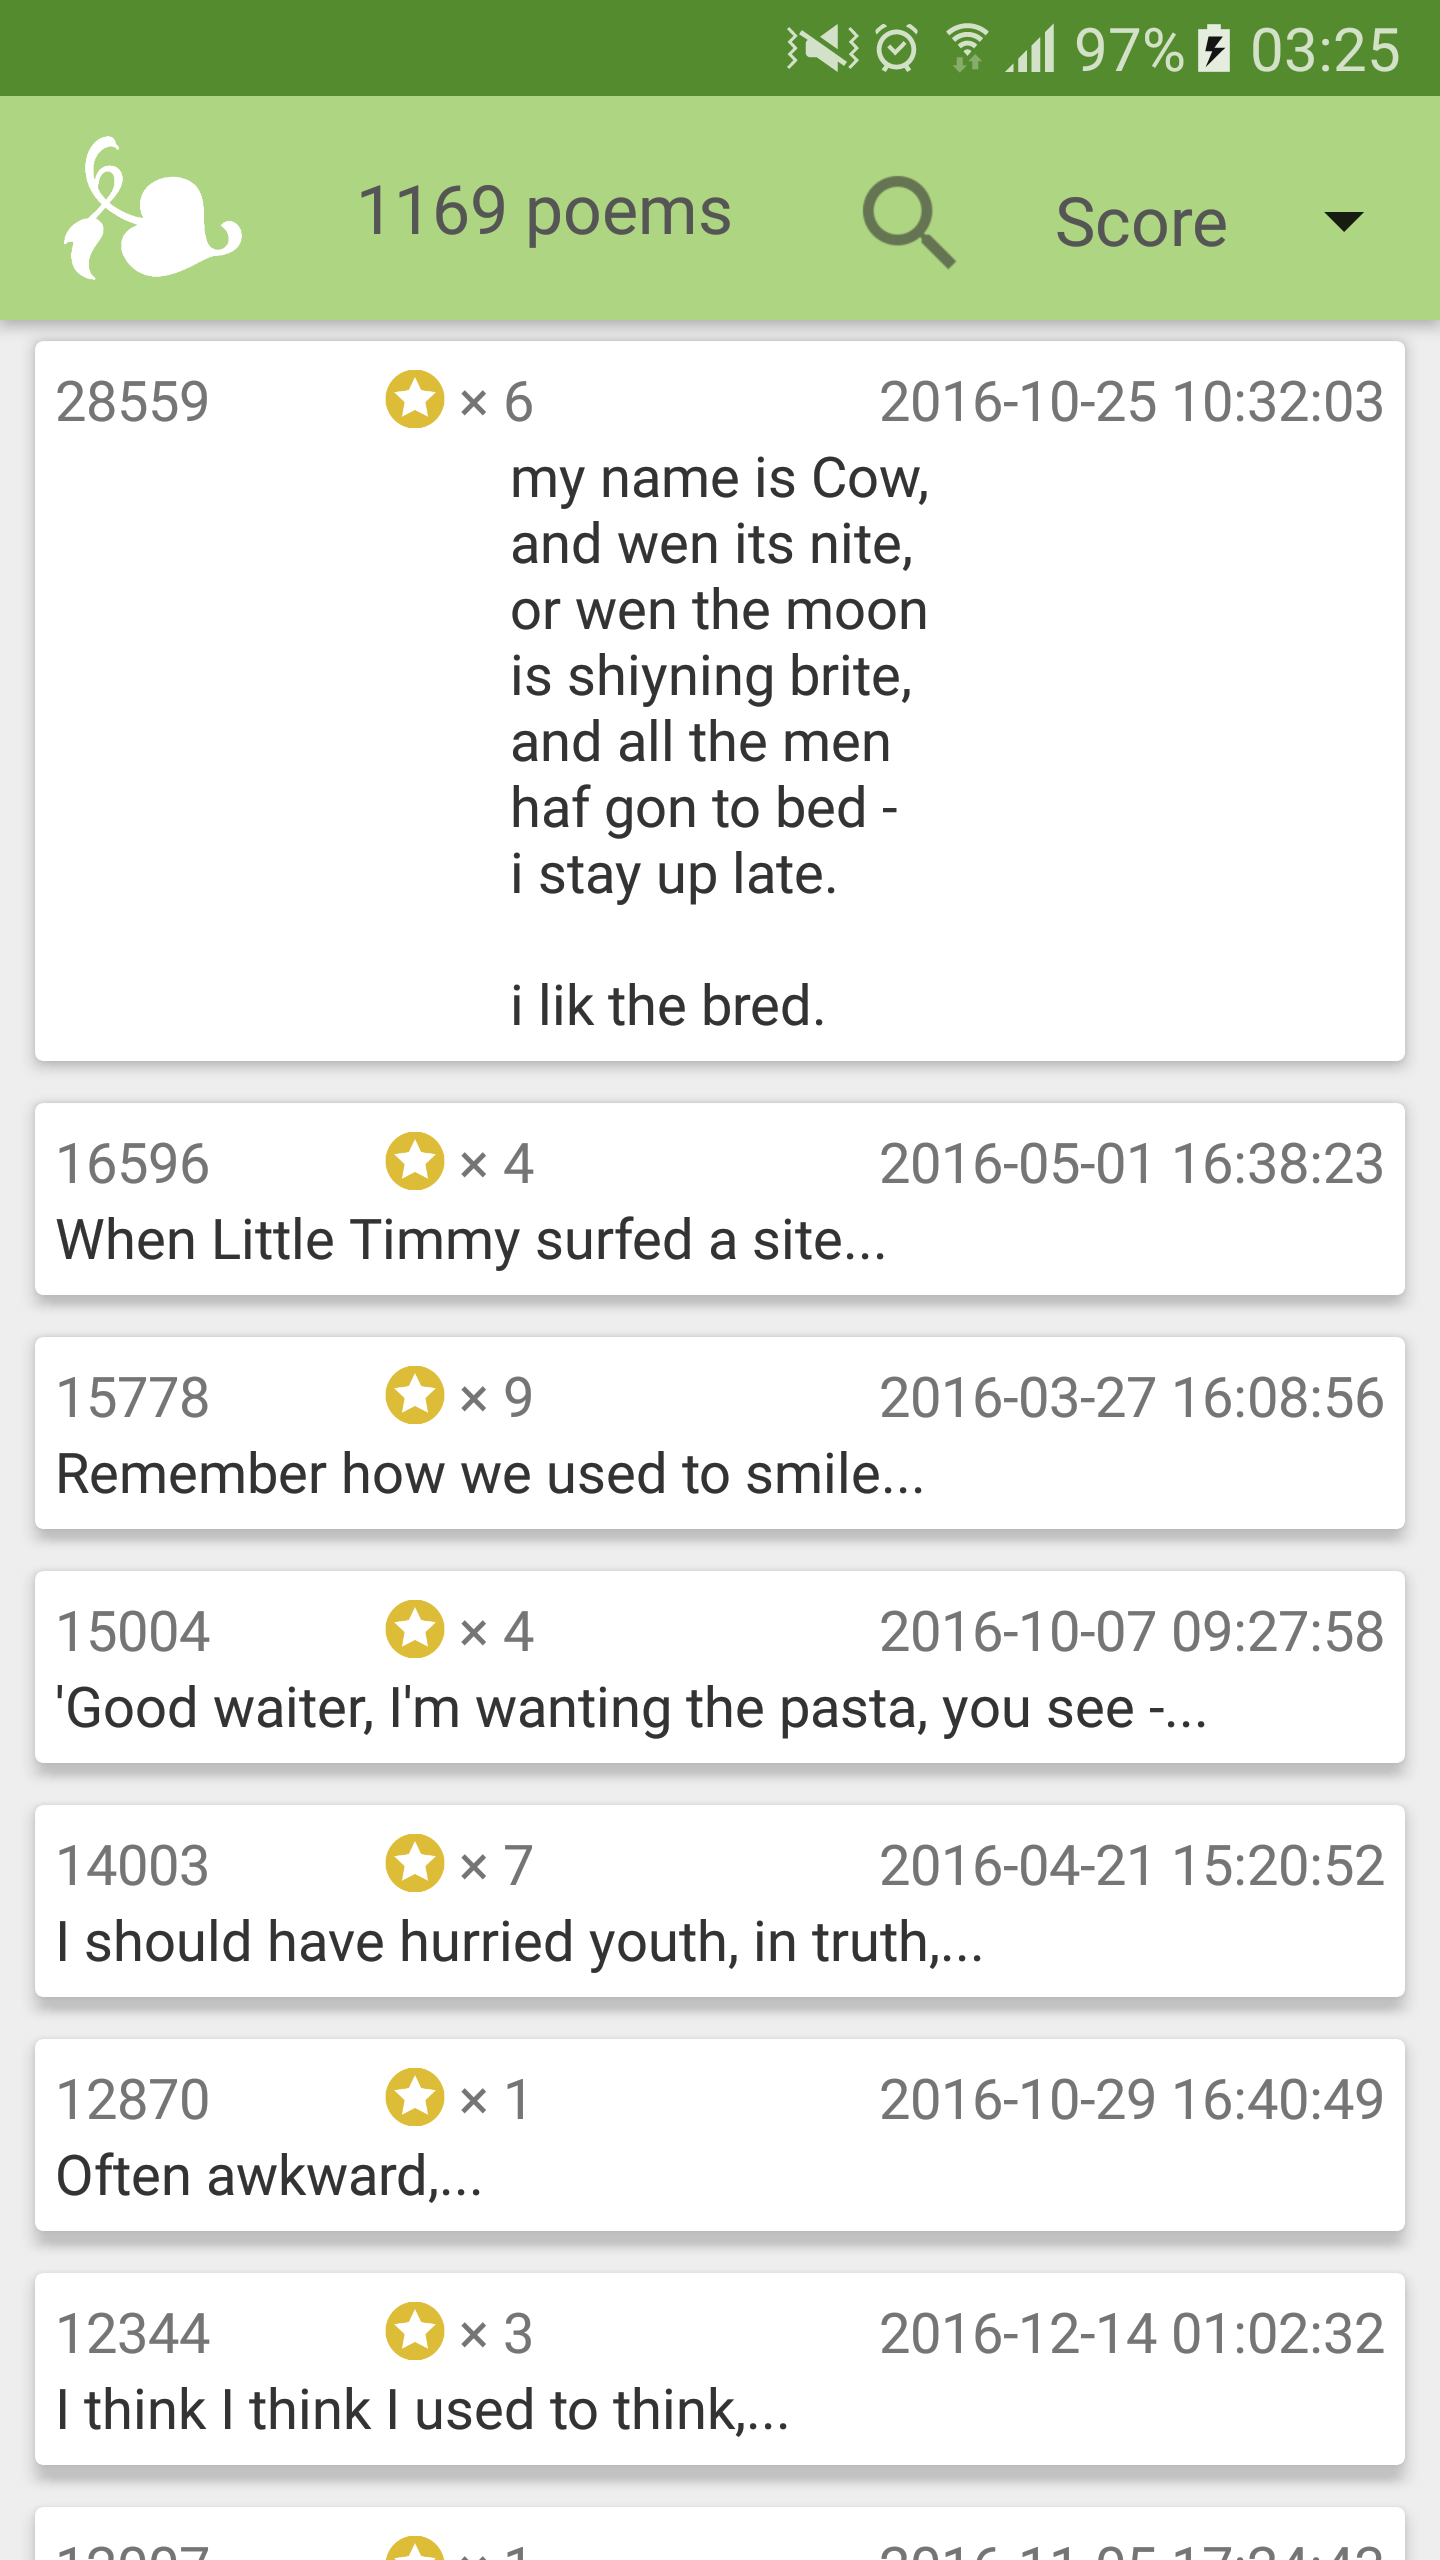 97% 03:25
1169 poems Score
28559 × 6 2016-10-25 10:32:03
my name is Cow,
and wen its nite,
or wen the moon
is shiyning brite,
and all the men
haf gon to bed -
i stay up late.
i lik the bred.
16596 × 4 2016-05-01 16:38:23
When Little Timmy surfed a site...
15778 × 9 2016-03-27 16:08:56
Remember how we used to smile...
15004 × 4 2016-10-07 09:27:58
'Good waiter, I'm wanting the pasta, you see -...
14003 × 7 2016-04-21 15:20:52
I should have hurried youth, in truth,...
12870 × 1 2016-10-29 16:40:49
Often awkward,...
12344 × 3 2016-12-14 01:02:32
I think I think I used to think,...